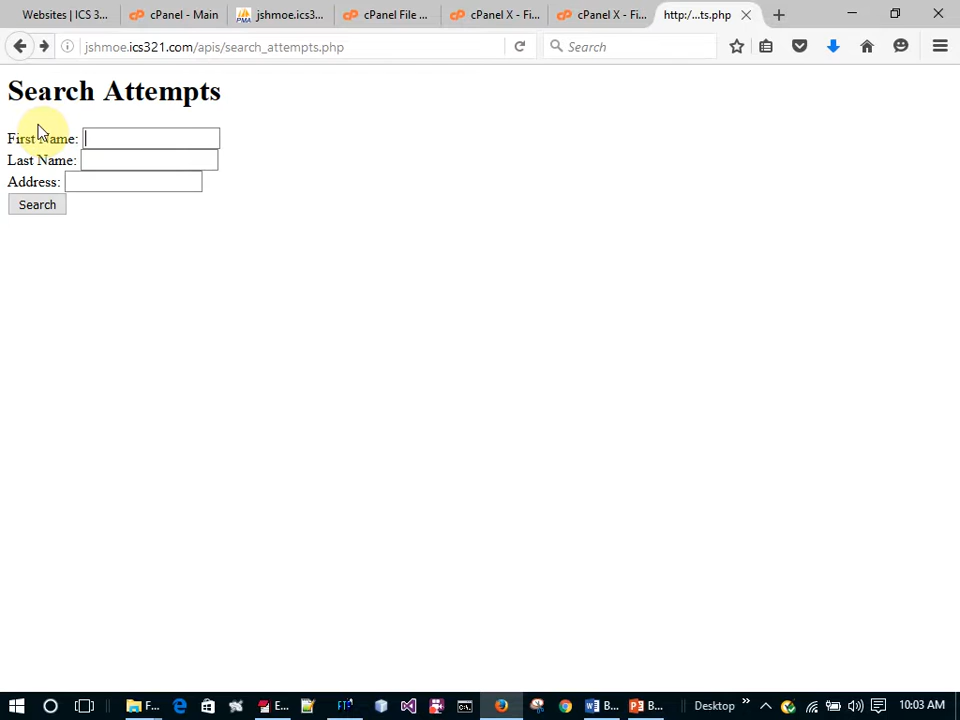 Websites | ICS 3...
cPanel - Main
jshmoe.ics3...
cPanel File ...
cPanel X - Fi...
cPanel X - Fi...
http:/...ts.php
jshmoe.ics321.com/apis/search_attempts.php
Search
Search Attempts
First Name:
Last Name:
Address:
Search
F...
E...
B...
B...
Desktop
10:03 AM